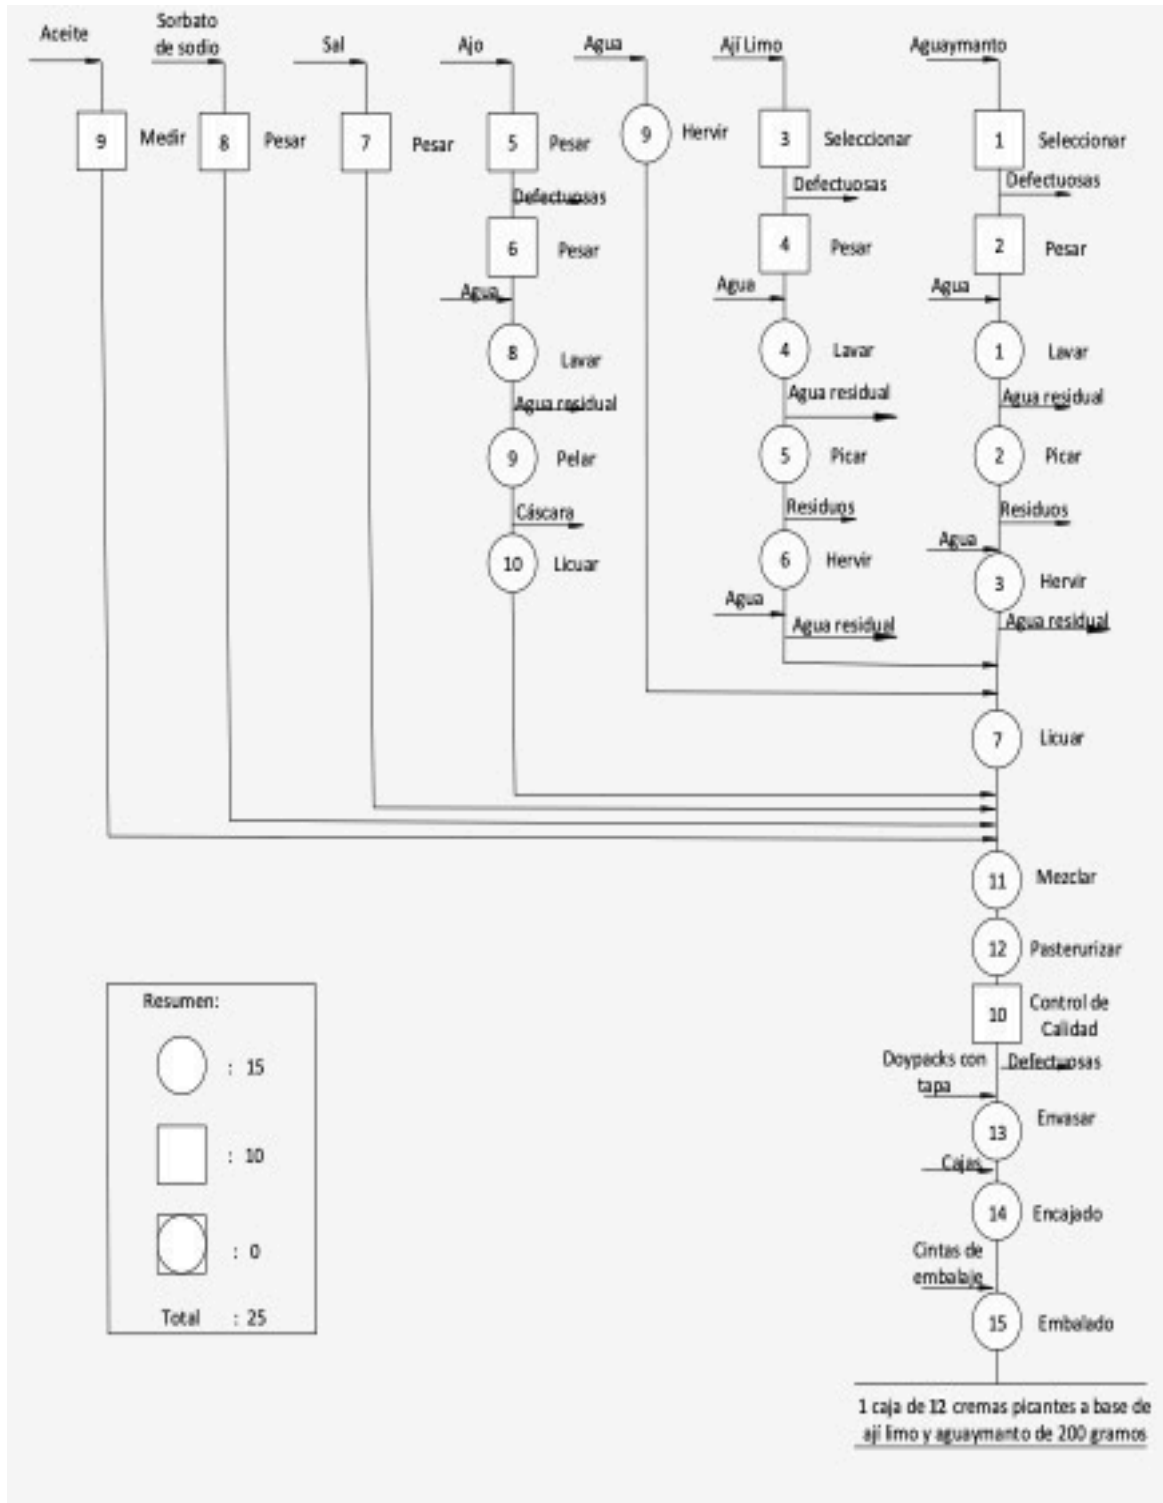 Aceite
Sorbato
de sodio
Sal
Ajo
Agua
Ají Limo
Aguaymanto
9 Medir
8 Pesar
7 Pesar
5 Pesar
9 Hervir
3 Seleccionar
1 Seleccionar
Defectuosas
Defectuosas
Defectuosas
6 Pesar
4 Pesar
2 Pesar
Agua
Agua
Agua
8 Lavar
4 Lavar
1 Lavar
Agua residual
Agua residual
Agua residual
9 Pelar
5 Picar
2 Picar
Cáscara
Residuos
Residuos
Agua
10 Licuar
6 Hervir
3 Hervir
Agua
Agua residual
Agua residual
7 Licuar
11 Mezclar
12 Pasterurizar
10 Control de
Calidad
Doypacks con
tapa
Defectuosas
13 Envasar
Cajas
14 Encajado
Cintas de
embalaje
15 Embalado
1 caja de 12 cremas picantes a base de
ají limo y aguaymanto de 200 gramos
Resumen:
: 15
: 10
: 0
Total : 25